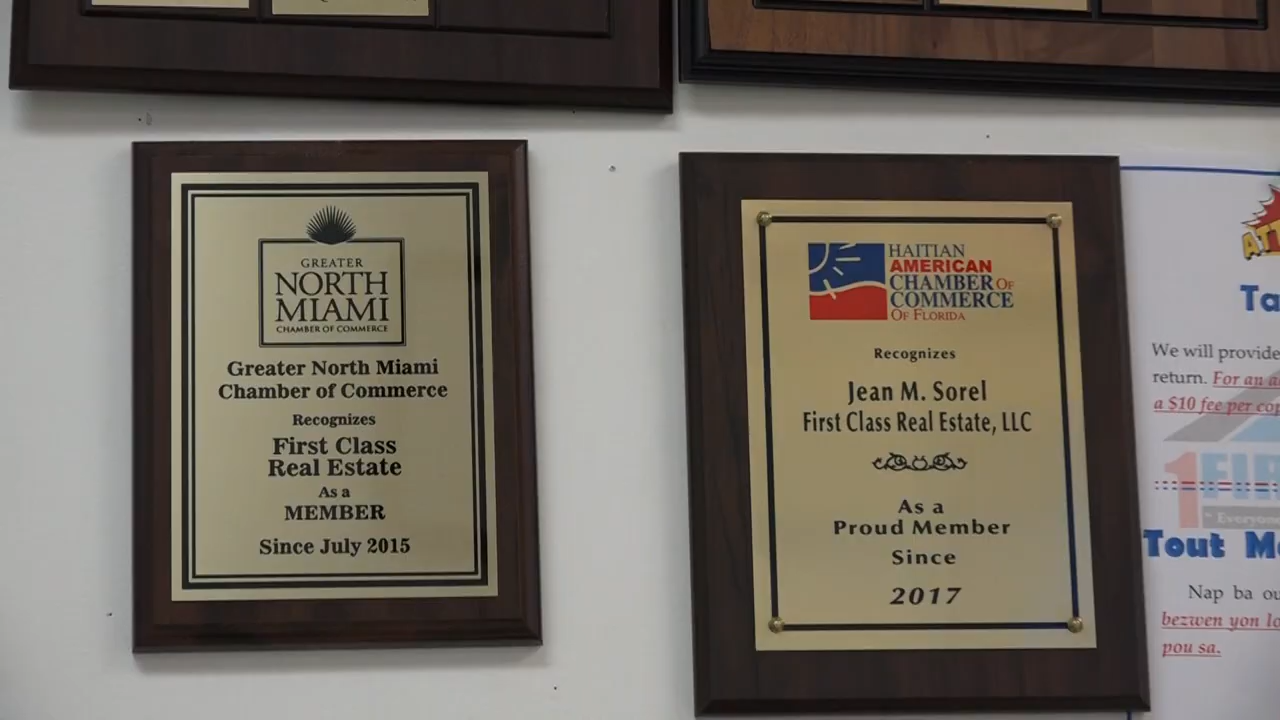 GREATER
NORTH
MIAMI
CHAMBER OF COMMERCE
Greater North Miami
Chamber of Commerce
Recognizes
First Class
Real Estate
As a
MEMBER
Since July 2015
HAITIAN
AMERICAN
CHAMBER OF
COMMERCE
OF FLORIDA
Recognizes
Jean M. Sorel
First Class Real Estate, LLC
As a
Proud Member
Since
2017
We will provide
return. For an
a $10 fee per
Tout
Nap ba
bezwen yon
pou sa.